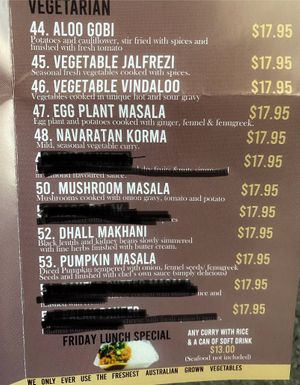 VEGETARIAN
44. ALOO GOBI $17.95
Potatoes and cauliflower, stir fried with spices and
finished with fresh tomato
45. VEGETABLE JALFREZI $17.95
Seasonal fresh vegetables cooked with spices.
46. VEGETABLE VINDALOO $17.95
Vegetables cooked in unique hot and sour gravy
47. EGG PLANT MASALA $17.95
Egg plant and potatoes cooked with ginger, fennel & fenugreek.
48. NAVARATAN KORMA $17.95
Mild, seasonal vegetable curry.
$17.95
flavoured sauce.
50. MUSHROOM MASALA $17.95
Mushrooms cooked with onion gravy, tomato and potato
$17.95
52. DHALL MAKHANI $17.95
Black lentils and kidney beans slowly simmered
with fine herbs finished with butter cream.
53. PUMPKIN MASALA $17.95
Diced Pumpkin tempered with onion, fennel seeds/ fenugreek
Seeds and finished with chef's own sauce (simply delicious)
$17.95
$17.95
FRIDAY LUNCH SPECIAL
ANY CURRY WITH RICE
& A CAN OF SOFT DRINK
$13.00
(Seafood not included)
WE ONLY EVER USE THE FRESHEST AUSTRALIAN GROWN VEGETABLES